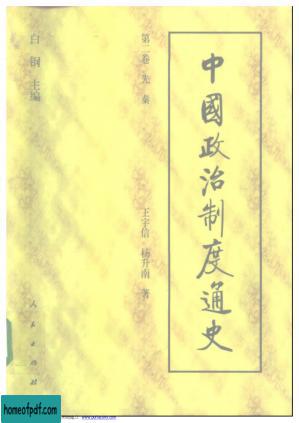 中國政治制度通史
第二卷 先秦
王宇信 杨升南 著
白钢 主编
人民出版社
homeofpdf.com